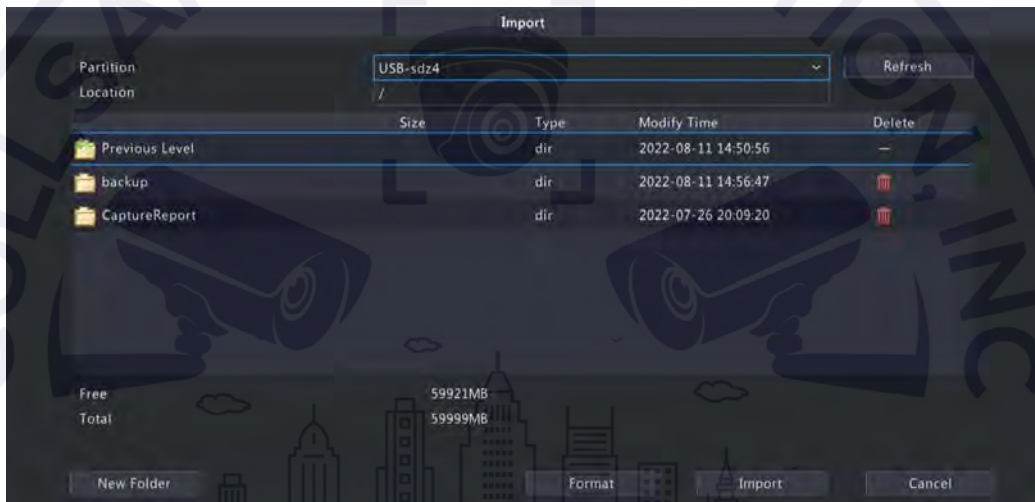 Import
Partition USB-sdz4 Refresh
Location /
Size Type Modify Time Delete
Previous Level dir 2022-08-11 14:50:56 —
backup dir 2022-08-11 14:56:47
CaptureReport dir 2022-07-26 20:09:20
Free 59921MB
Total 59999MB
New Folder Format Import Cancel